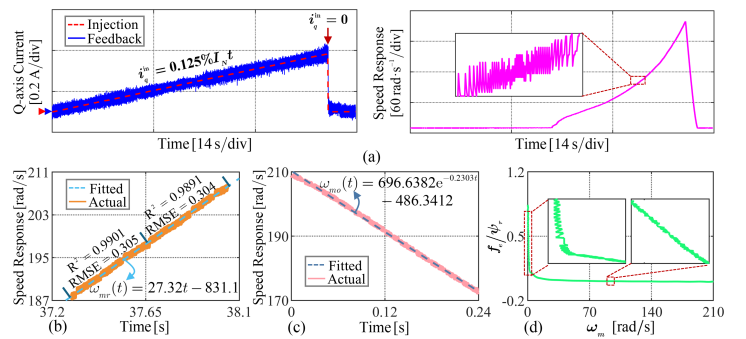 Injection
Feedback
i_q^in = 0
i_q^in = 0.125%I_N t
Q-axis Current
[0.2 A/div]
Time [14 s/div]
Speed Response
[60 rad·s⁻¹/div]
Time [14 s/div]
(a)
Speed Response [rad/s]
211
203
195
187
Fitted
Actual
R² = 0.9901
RMSE = 0.305
R² = 0.9891
RMSE = 0.304
ω_mr(t) = 27.32t − 831.1
37.2
37.65
38.1
(b)
Time [s]
Speed Response [rad/s]
210
190
170
ω_mo(t) = 696.6382e^−0.2303t
− 486.3412
Fitted
Actual
0
0.12
0.24
(c)
Time [s]
1.2
0.5
-0.2
0
70
140
210
(d)
ω_m [rad/s]